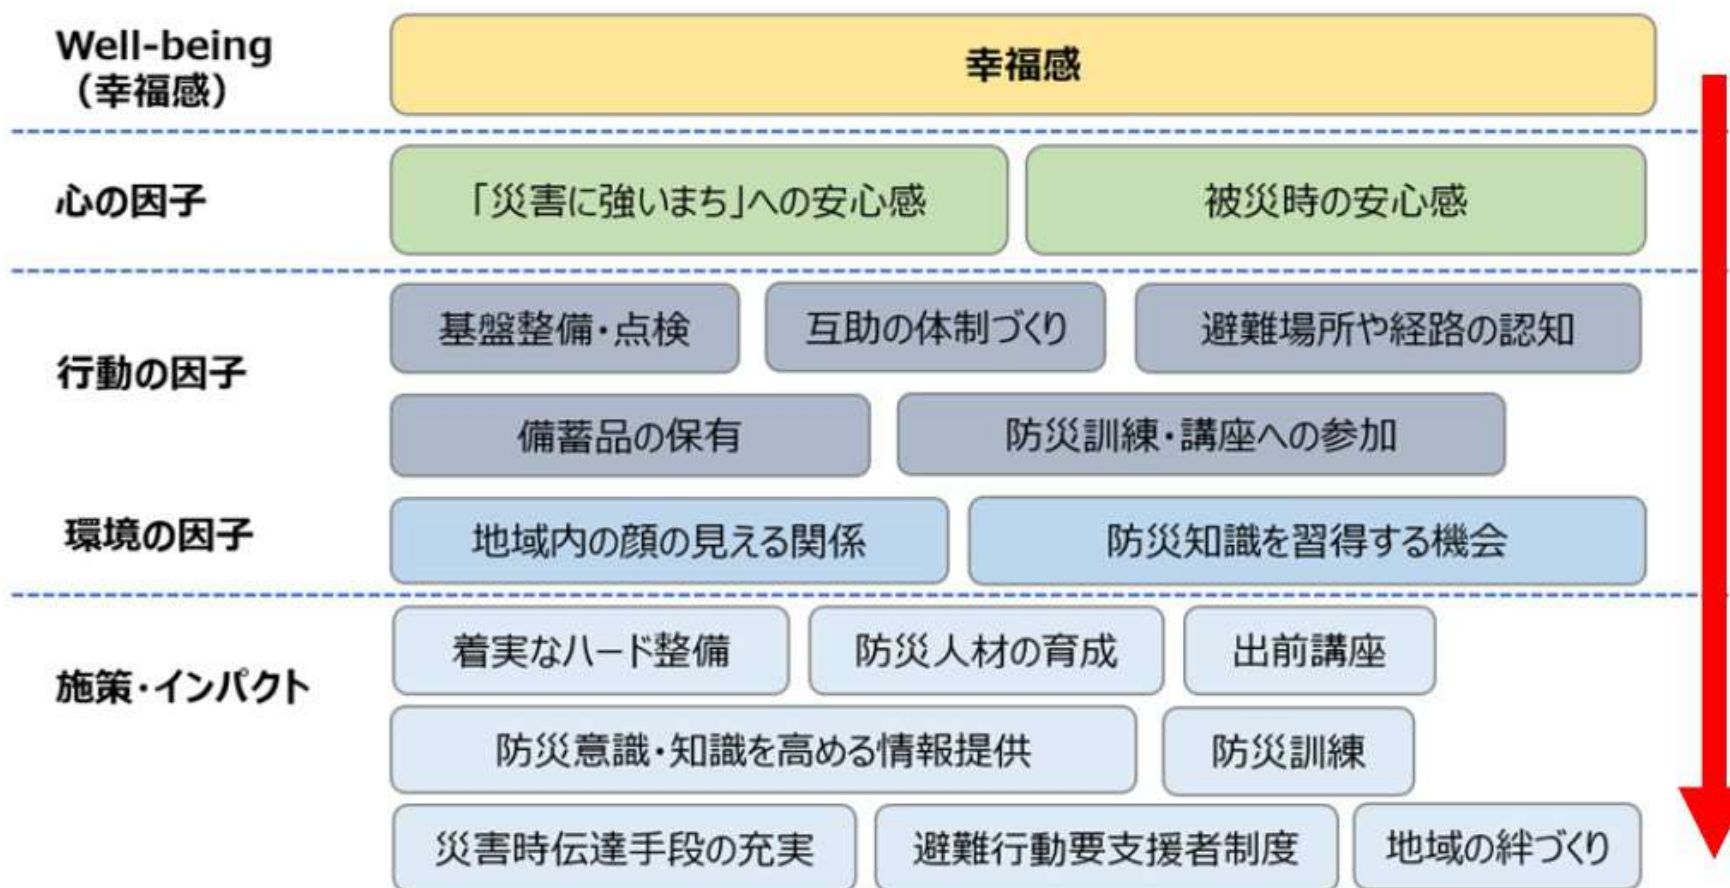 Well-being
（幸福感）
幸福感
心の因子
「災害に強いまち」への安心感
被災時の安心感
行動の因子
基盤整備・点検
互助の体制づくり
避難場所や経路の認知
備蓄品の保有
防災訓練・講座への参加
環境の因子
地域内の顔の見える関係
防災知識を習得する機会
施策・インパクト
着実なハード整備
防災人材の育成
出前講座
防災意識・知識を高める情報提供
防災訓練
災害時伝達手段の充実
避難行動要支援者制度
地域の絆づくり